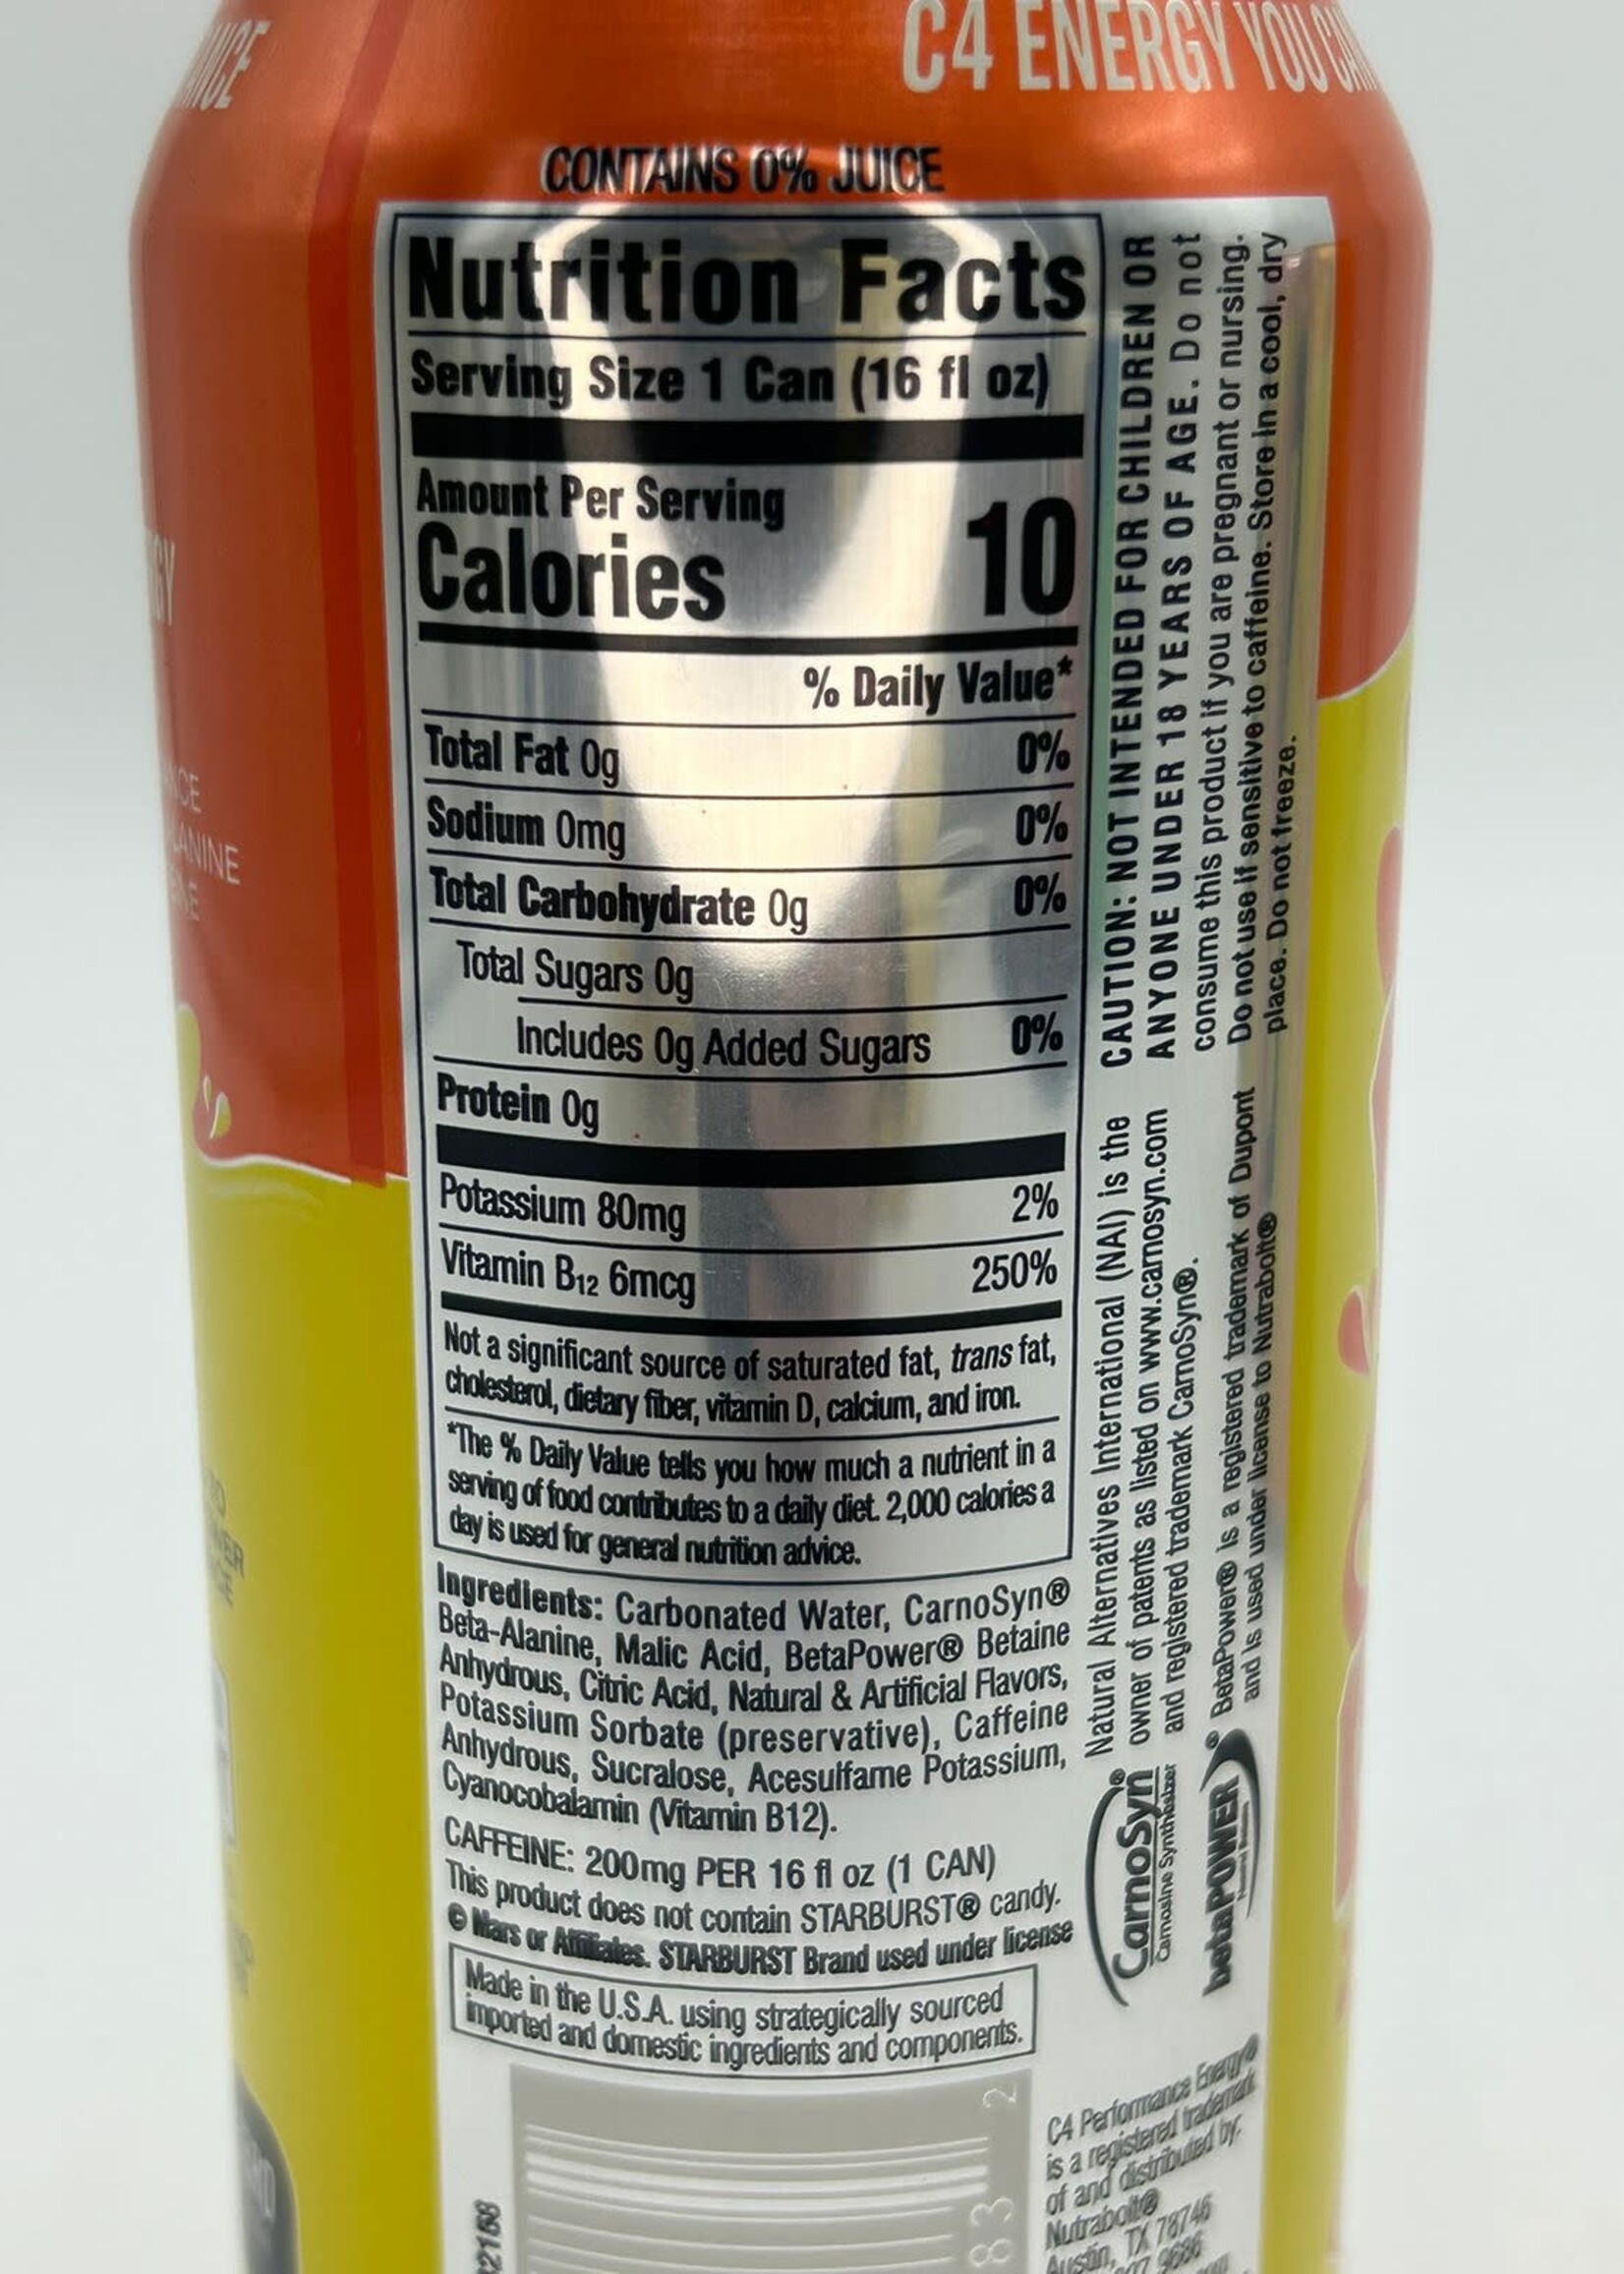 C4 ENERGY YOU
CONTAINS 0% JUICE
Nutrition Facts
Serving Size 1 Can (16 fl oz)
Amount Per Serving
Calories 10
% Daily Value*
Total Fat 0g 0%
Sodium 0mg 0%
Total Carbohydrate 0g 0%
Total Sugars 0g
Includes 0g Added Sugars 0%
Protein 0g
Potassium 80mg 2%
Vitamin B12 6mcg 250%
Not a significant source of saturated fat, trans fat,
cholesterol, dietary fiber, vitamin D, calcium, and iron.
*The % Daily Value tells you how much a nutrient in a
serving of food contributes to a daily diet. 2,000 calories a
day is used for general nutrition advice.
Ingredients: Carbonated Water, CarnoSyn®
Beta-Alanine, Malic Acid, BetaPower® Betaine
Anhydrous, Citric Acid, Natural & Artificial Flavors,
Potassium Sorbate (preservative), Caffeine
Anhydrous, Sucralose, Acesulfame Potassium,
Cyanocobalamin (Vitamin B12).
CAFFEINE: 200mg PER 16 fl oz (1 CAN)
This product does not contain STARBURST® candy.
© Mars or Affiliates. STARBURST Brand used under license
Made in the U.S.A. using strategically sourced
imported and domestic ingredients and components.
CAUTION: NOT INTENDED FOR CHILDREN OR
ANYONE UNDER 18 YEARS OF AGE. Do not
consume this product if you are pregnant or nursing.
Do not use if sensitive to caffeine. Store in a cool, dry
place. Do not freeze.
Natural Alternatives International (NAI) is the
owner of patents as listed on www.carnosyn.com
and registered trademark CarnoSyn®.
BetaPower® is a registered trademark of Dupont
and is used under license to Nutrabolt®
CarnoSyn®
Carnosine Synthesizer
betaPOWER®
C4 Performance Energy®
is a registered trademark
of and distributed by:
Nutrabolt®
Austin, TX 78746
9686
2
83
2168